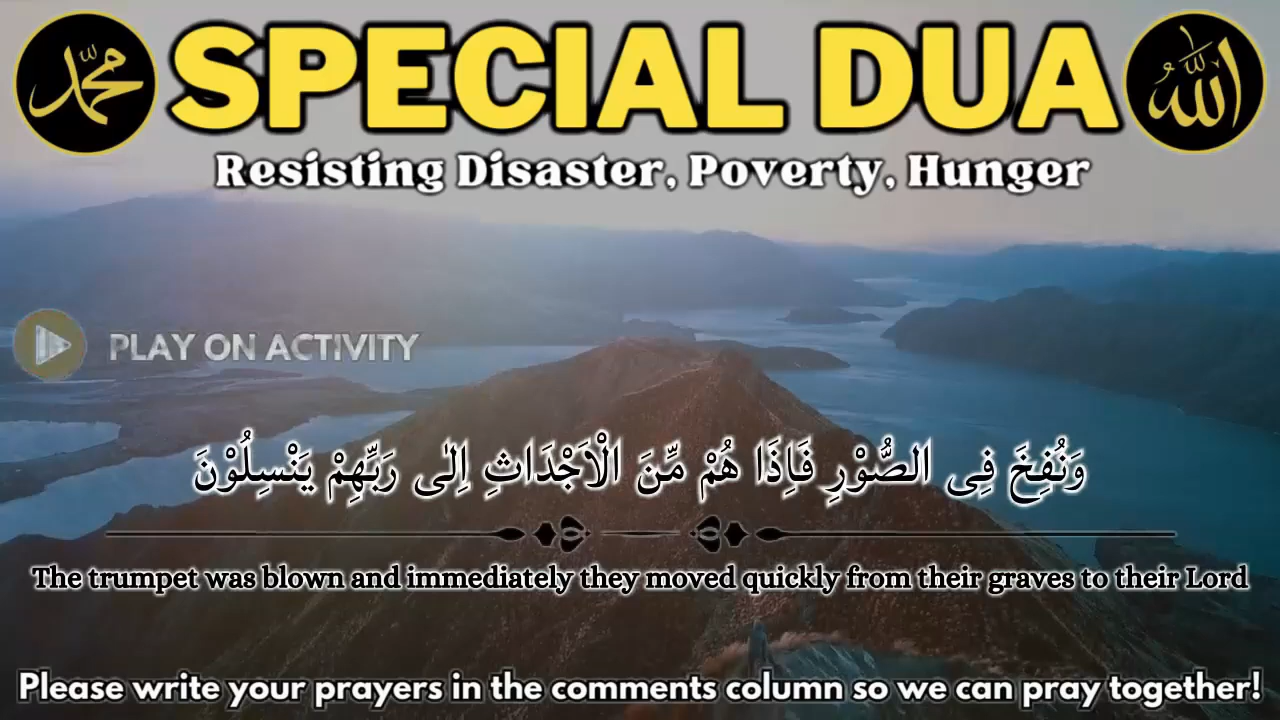 محمد
SPECIAL DUA
الله
Resisting Disaster, Poverty, Hunger
PLAY ON ACTIVITY
وَنُفِخَ فِى الصُّوْرِ فَاِذَا هُمْ مِّنَ الْاَجْدَاثِ اِلٰى رَبِّهِمْ يَنْسِلُوْنَ
The trumpet was blown and immediately they moved quickly from their graves to their Lord
Please write your prayers in the comments column so we can pray together!